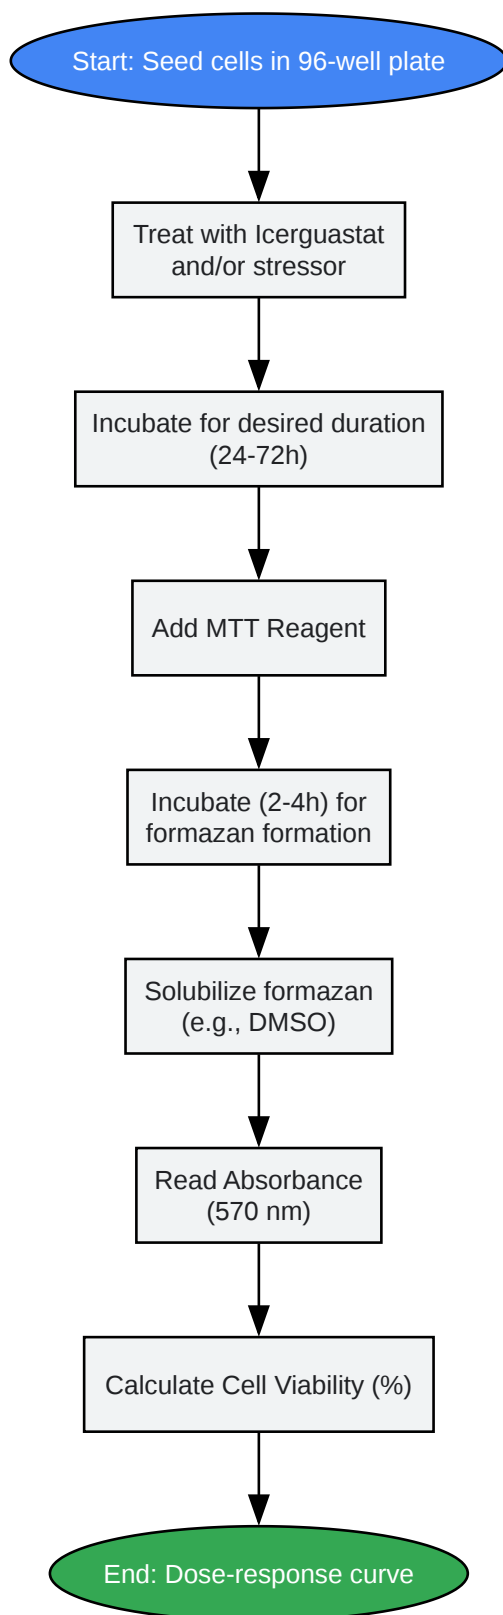 Start: Seed cells in 96-well plate
Treat with Icerguastat
and/or stressor
Incubate for desired duration
(24-72h)
Add MTT Reagent
Incubate (2-4h) for
formazan formation
Solubilize formazan
(e.g., DMSO)
Read Absorbance
(570 nm)
Calculate Cell Viability (%)
End: Dose-response curve